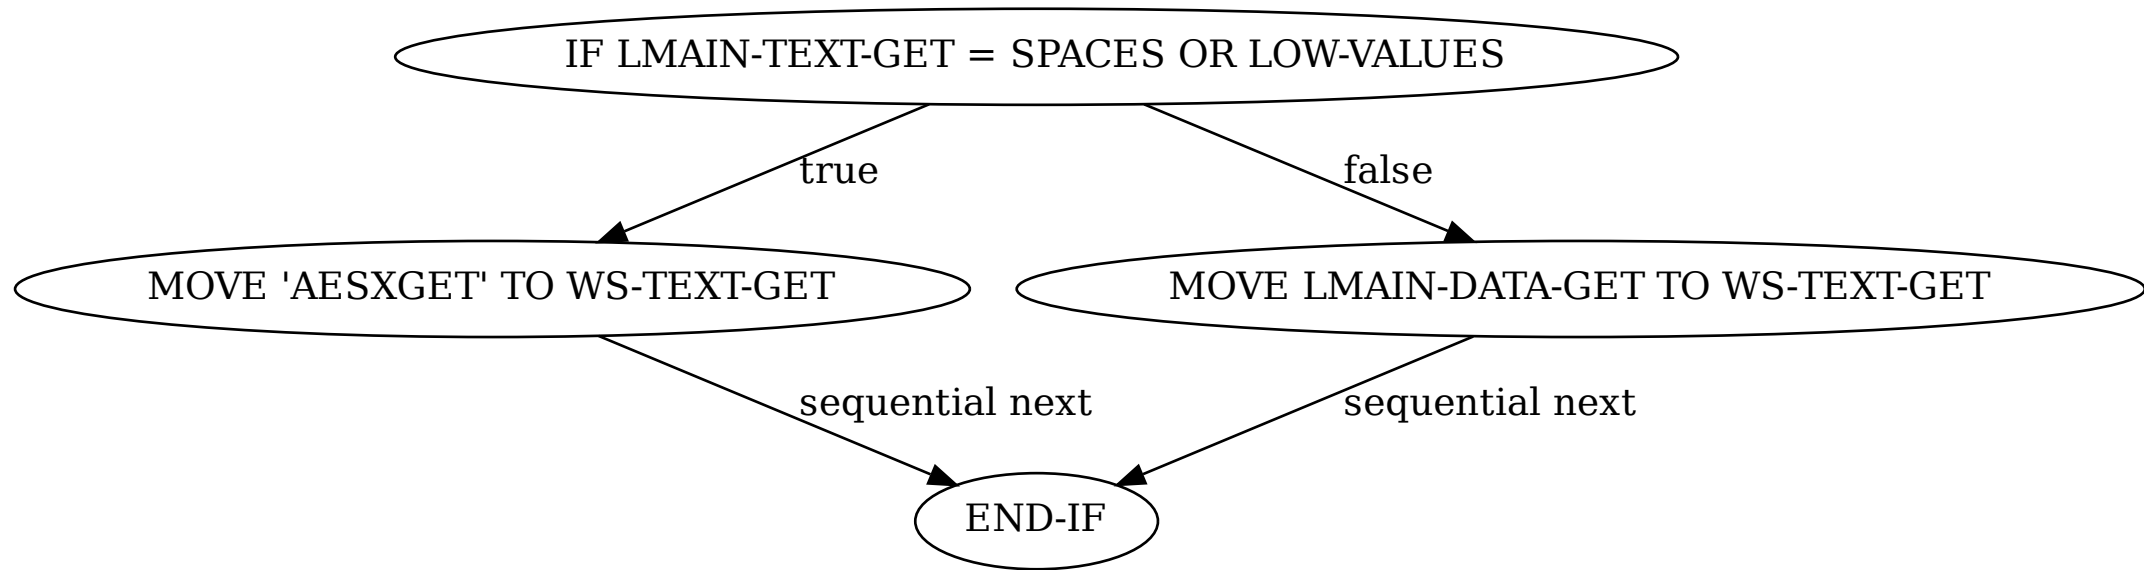 IF LMAIN-TEXT-GET = SPACES OR LOW-VALUES
true
false
MOVE 'AESXGET' TO WS-TEXT-GET
MOVE LMAIN-DATA-GET TO WS-TEXT-GET
sequential next
sequential next
END-IF